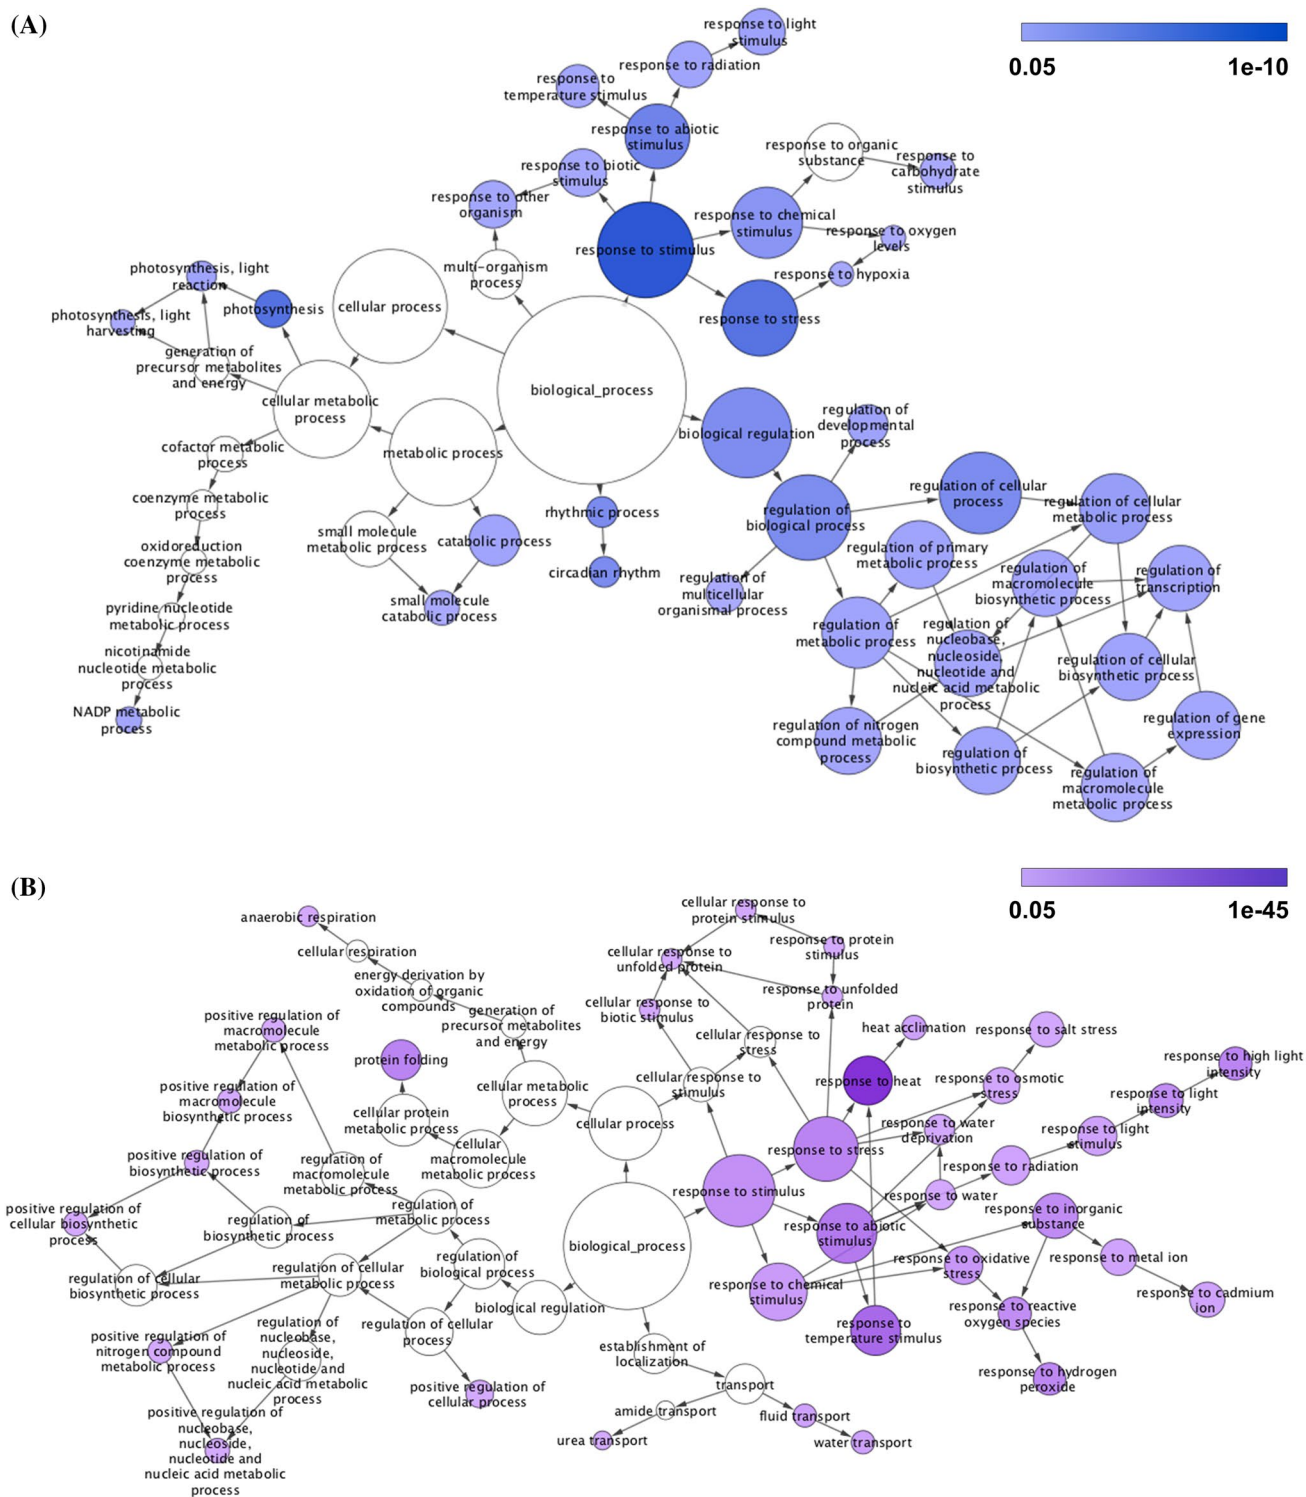 (A)
0.05
1e-10
response to light
stimulus
response to radiation
response to
temperature stimulus
response to abiotic
stimulus
response to organic
substance
response to
carbohydrate
stimulus
response to biotic
stimulus
response to other
organism
response to chemical
stimulus
response to oxygen
levels
response to stimulus
response to hypoxia
multi-organism
process
response to stress
photosynthesis, light
reaction
photosynthesis
cellular process
photosynthesis, light
harvesting
generation of
precursor metabolites
and energy
cellular metabolic
process
biological_process
metabolic process
cofactor metabolic
process
coenzyme metabolic
process
oxidoreduction
coenzyme metabolic
process
pyridine nucleotide
metabolic process
nicotinamide
nucleotide metabolic
process
NADP metabolic
process
small molecule
metabolic process
catabolic process
small molecule
catabolic process
rhythmic process
circadian rhythm
biological regulation
regulation of
developmental
process
regulation of
biological process
regulation of cellular
process
regulation of cellular
metabolic process
regulation of primary
metabolic process
regulation of
macromolecule
biosynthetic process
regulation of
transcription
regulation of
multicellular
organismal process
regulation of
metabolic process
regulation of
nucleobase,
nucleoside,
nucleotide and
nucleic acid metabolic
process
regulation of cellular
biosynthetic process
regulation of nitrogen
compound metabolic
process
regulation of
biosynthetic process
regulation of gene
expression
regulation of
macromolecule
metabolic process
(B)
0.05
1e-45
anaerobic respiration
cellular respiration
energy derivation by
oxidation of organic
compounds
generation of
precursor metabolites
and energy
cellular response to
protein stimulus
response to protein
stimulus
cellular response to
unfolded protein
response to unfolded
protein
cellular response to
biotic stimulus
cellular response to
stress
cellular response to
stimulus
heat acclimation
response to salt stress
response to heat
response to osmotic
stress
response to high light
intensity
response to light
intensity
response to light
stimulus
response to water
deprivation
response to radiation
response to water
positive regulation of
macromolecule
metabolic process
protein folding
positive regulation of
macromolecule
biosynthetic process
cellular protein
metabolic process
cellular metabolic
process
cellular process
cellular
macromolecule
metabolic process
positive regulation of
biosynthetic process
regulation of
macromolecule
metabolic process
response to stress
response to stimulus
response to abiotic
stimulus
response to inorganic
substance
positive regulation of
cellular biosynthetic
process
regulation of
biosynthetic process
regulation of
metabolic process
biological_process
regulation of cellular
biosynthetic process
regulation of cellular
metabolic process
regulation of
biological process
biological regulation
response to chemical
stimulus
response to oxidative
stress
response to metal ion
response to cadmium
ion
response to reactive
oxygen species
response to
temperature stimulus
response to hydrogen
peroxide
positive regulation of
nitrogen compound
metabolic process
regulation of
nucleobase,
nucleoside,
nucleotide and
nucleic acid metabolic
process
regulation of cellular
process
positive regulation of
cellular process
positive regulation of
nucleobase,
nucleoside,
nucleotide and
nucleic acid metabolic
process
establishment of
localization
transport
amide transport
urea transport
fluid transport
water transport